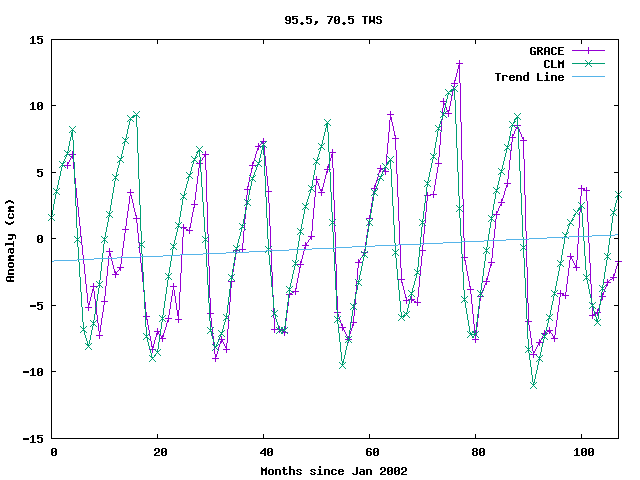 95.5, 70.5 TWS
GRACE
CLM
Trend Line
15
10
5
0
-5
-10
-15
Anomaly (cm)
0 20 40 60 80 100
Months since Jan 2002